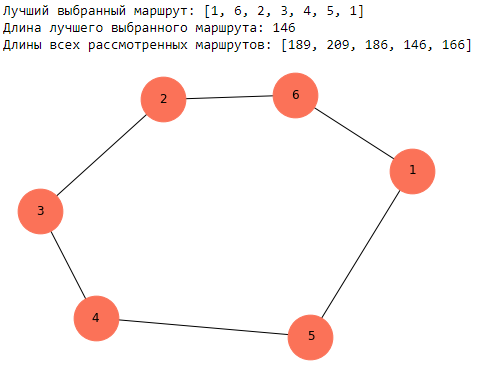 Лучший выбранный маршрут: [1, 6, 2, 3, 4, 5, 1]
Длина лучшего выбранного маршрута: 146
Длины всех рассмотренных маршрутов: [189, 209, 186, 146, 166]
2
6
1
3
4
5